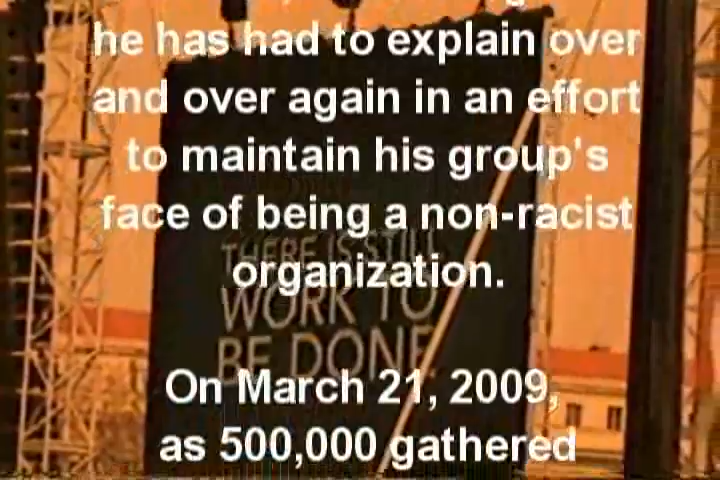 he has had to explain over
and over again in an effort
to maintain his group's
face of being a non-racist
organization.
THERE IS STILL
WORK TO
BE DONE
On March 21, 2009,
as 500,000 gathered